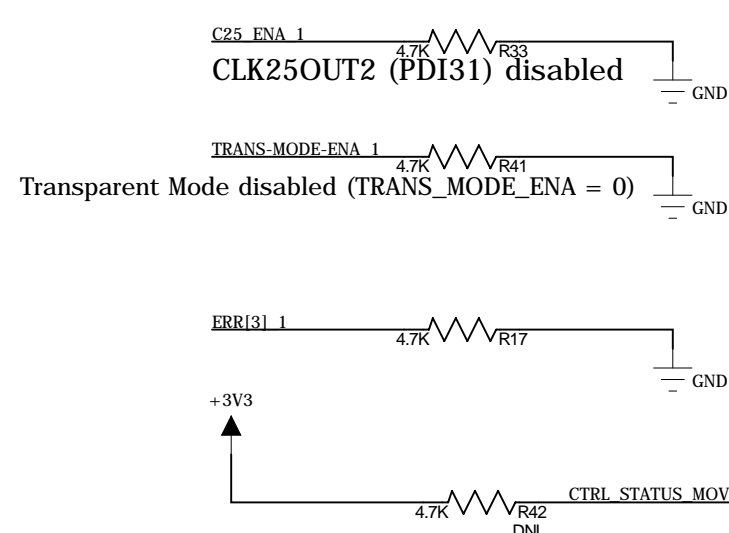 C25_ENA_1
4.7K R33
CLK25OUT2 (PDI31) disabled
GND
TRANS-MODE-ENA_1
4.7K R41
Transparent Mode disabled (TRANS_MODE_ENA = 0)
GND
ERR[3]_1
4.7K R17
GND
+3V3
CTRL_STATUS_MOV
4.7K R42
DNI